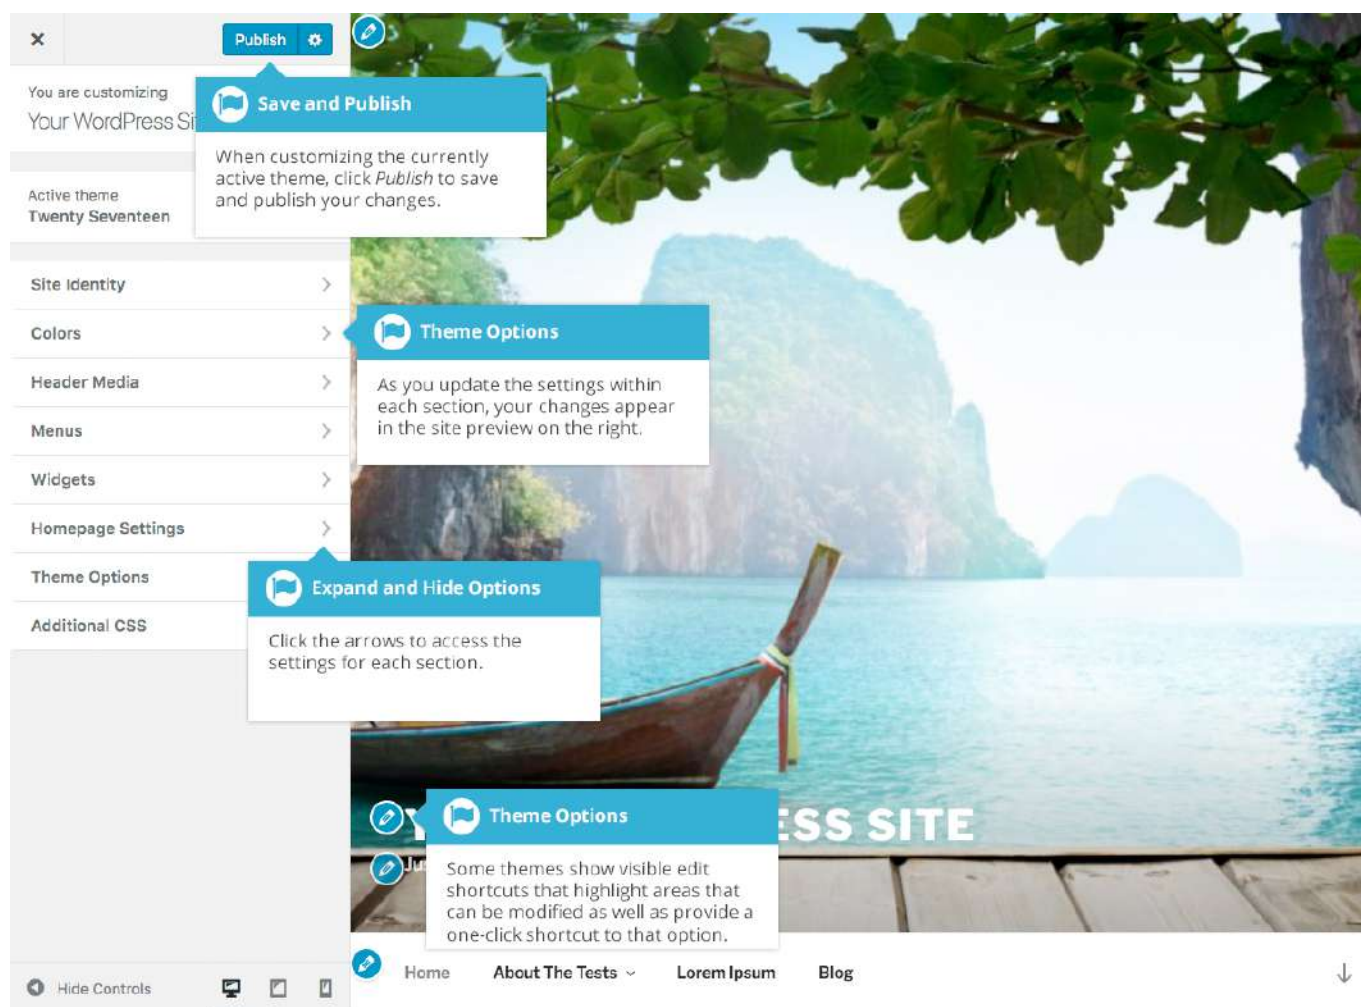 Publish
You are customizing
Your WordPress Si
Save and Publish
When customizing the currently
active theme, click Publish to save
and publish your changes.
Active theme
Twenty Seventeen
Site Identity
Colors
Header Media
Menus
Widgets
Homepage Settings
Theme Options
Additional CSS
Theme Options
As you update the settings within
each section, your changes appear
in the site preview on the right.
Expand and Hide Options
Click the arrows to access the
settings for each section.
Theme Options
Some themes show visible edit
shortcuts that highlight areas that
can be modified as well as provide a
one-click shortcut to that option.
ESS SITE
Hide Controls
Home About The Tests Lorem Ipsum Blog